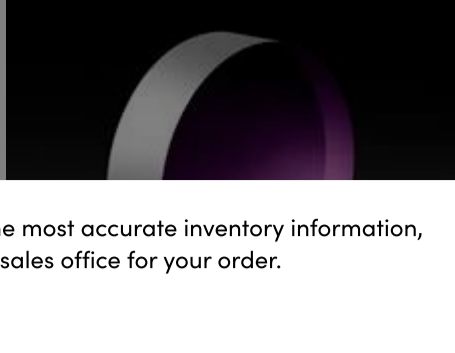 most accurate inventory information,
sales office for your order.